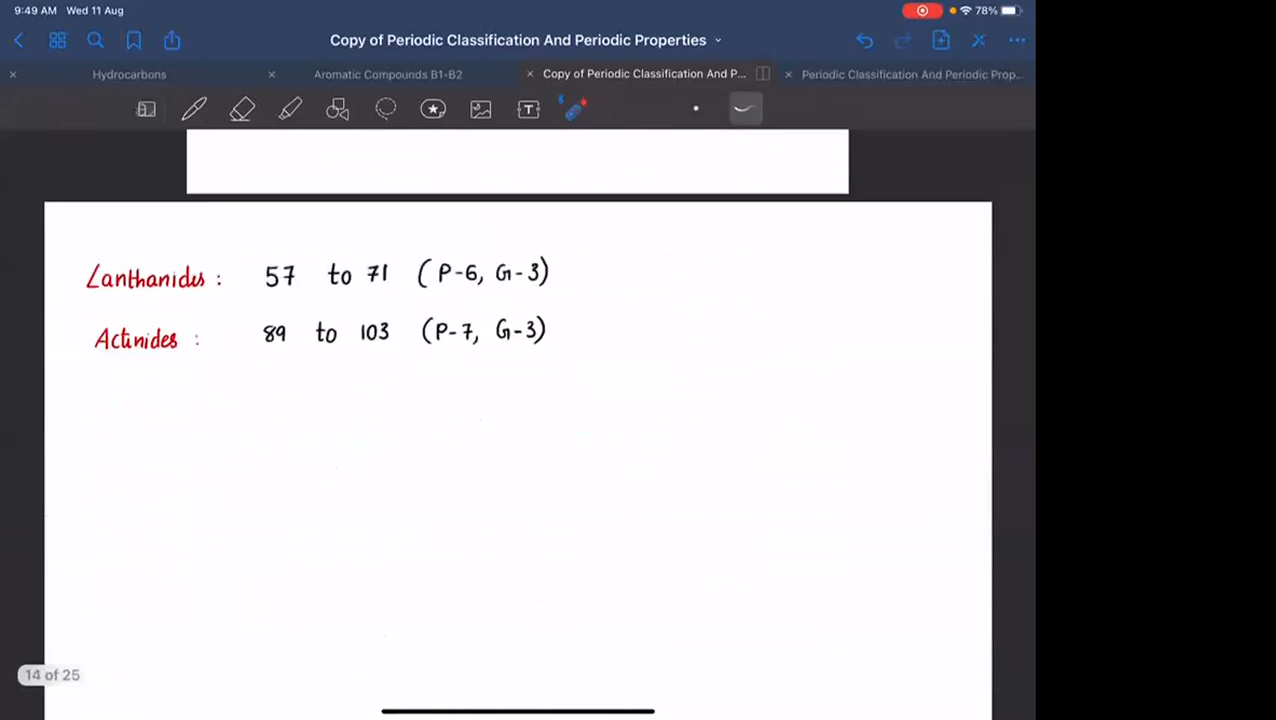 9:49 AM Wed 11 Aug
78%
Copy of Periodic Classification And Periodic Properties
Hydrocarbons
Aromatic Compounds B1-B2
Copy of Periodic Classification And P...
Periodic Classification And Periodic Prop...
Lanthanides : 57 to 71 (P-6, G-3)
Actinides : 89 to 103 (P-7, G-3)
14 of 25